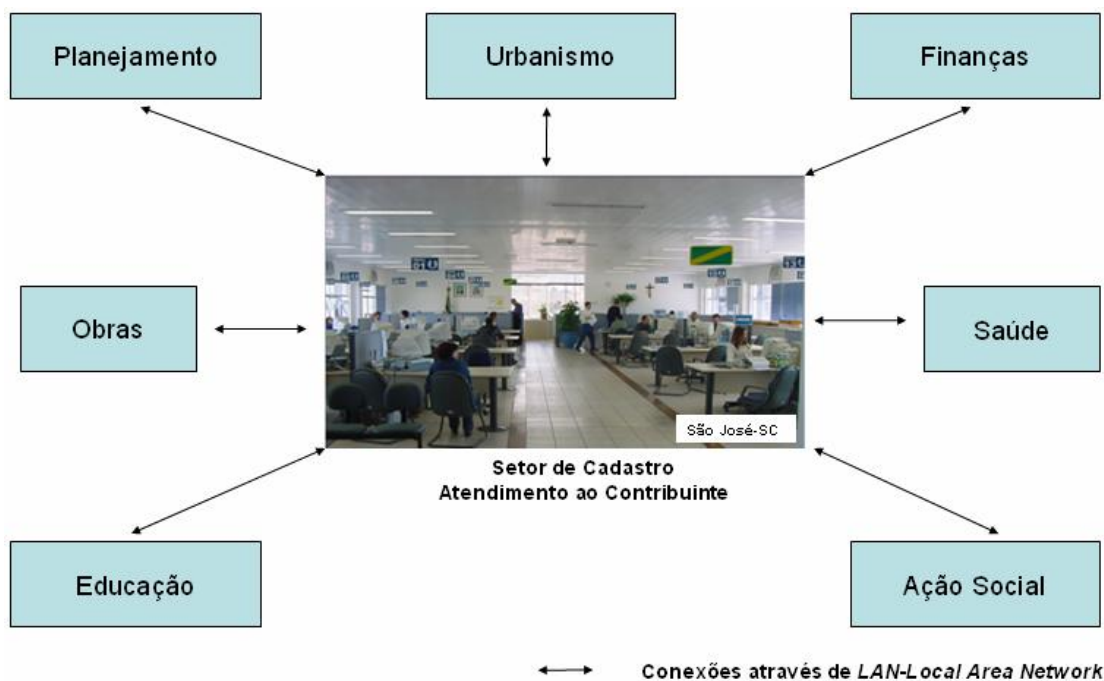 Planejamento
Urbanismo
Finanças
Obras
Saúde
São José-SC
Setor de Cadastro
Atendimento ao Contribuinte
Educação
Ação Social
Conexões através de LAN-Local Area Network